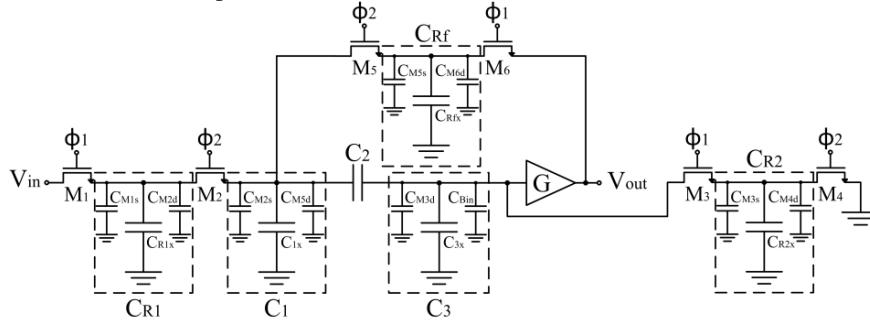 ϕ2 CRf ϕ1
M5 CM5s CM6d M6
CRfx
ϕ1 ϕ2 C2 ϕ1 CR2 ϕ2
Vin M1 M2 G Vout M3 M4
CM1s CM2d CM2s CM5d CM3d CBin CM3s CM4d
CR1x C1x C3x CR2x
CR1 C1 C3